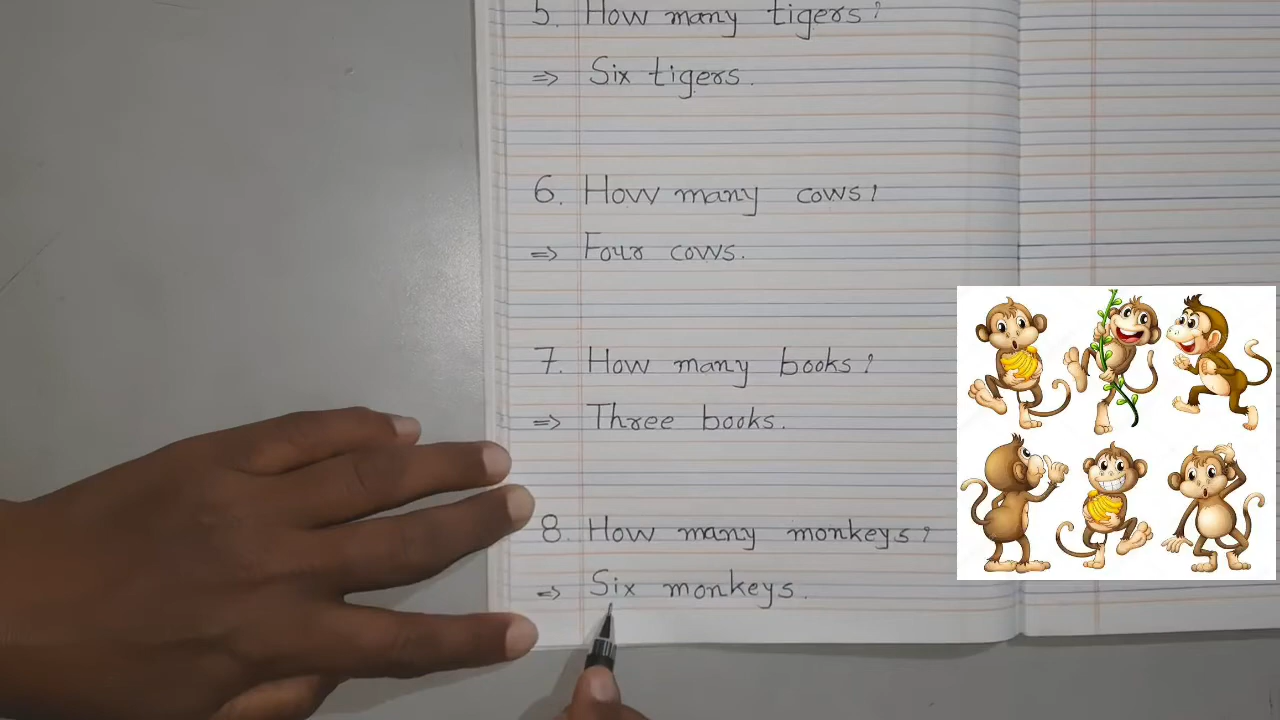 5. How many tigers?
⇒ Six tigers.
6. How many cows?
⇒ Four cows.
7. How many books?
⇒ Three books.
8. How many monkeys?
⇒ Six monkeys.